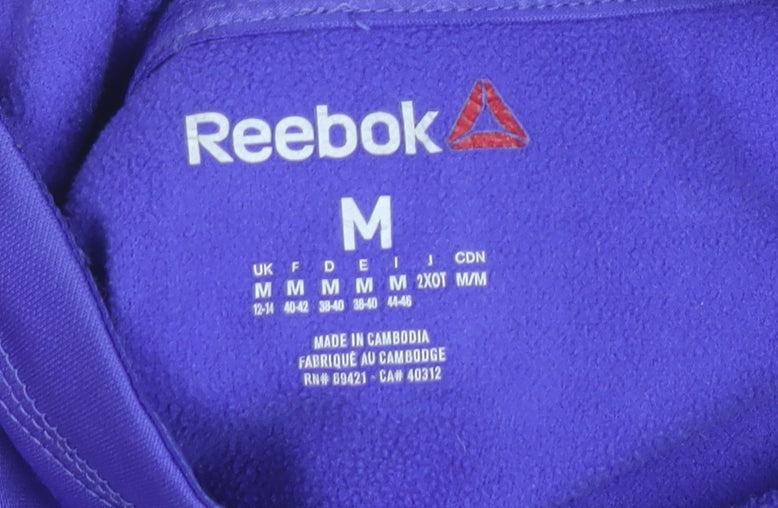 Reebok
M
UK F D E I J CDN
M M M M M 2XOT M/M
12-14 40-42 38-40 38-40 44-46
MADE IN CAMBODIA
FABRIQUÉ AU CAMBODGE
RN# 69421 - CA# 40312